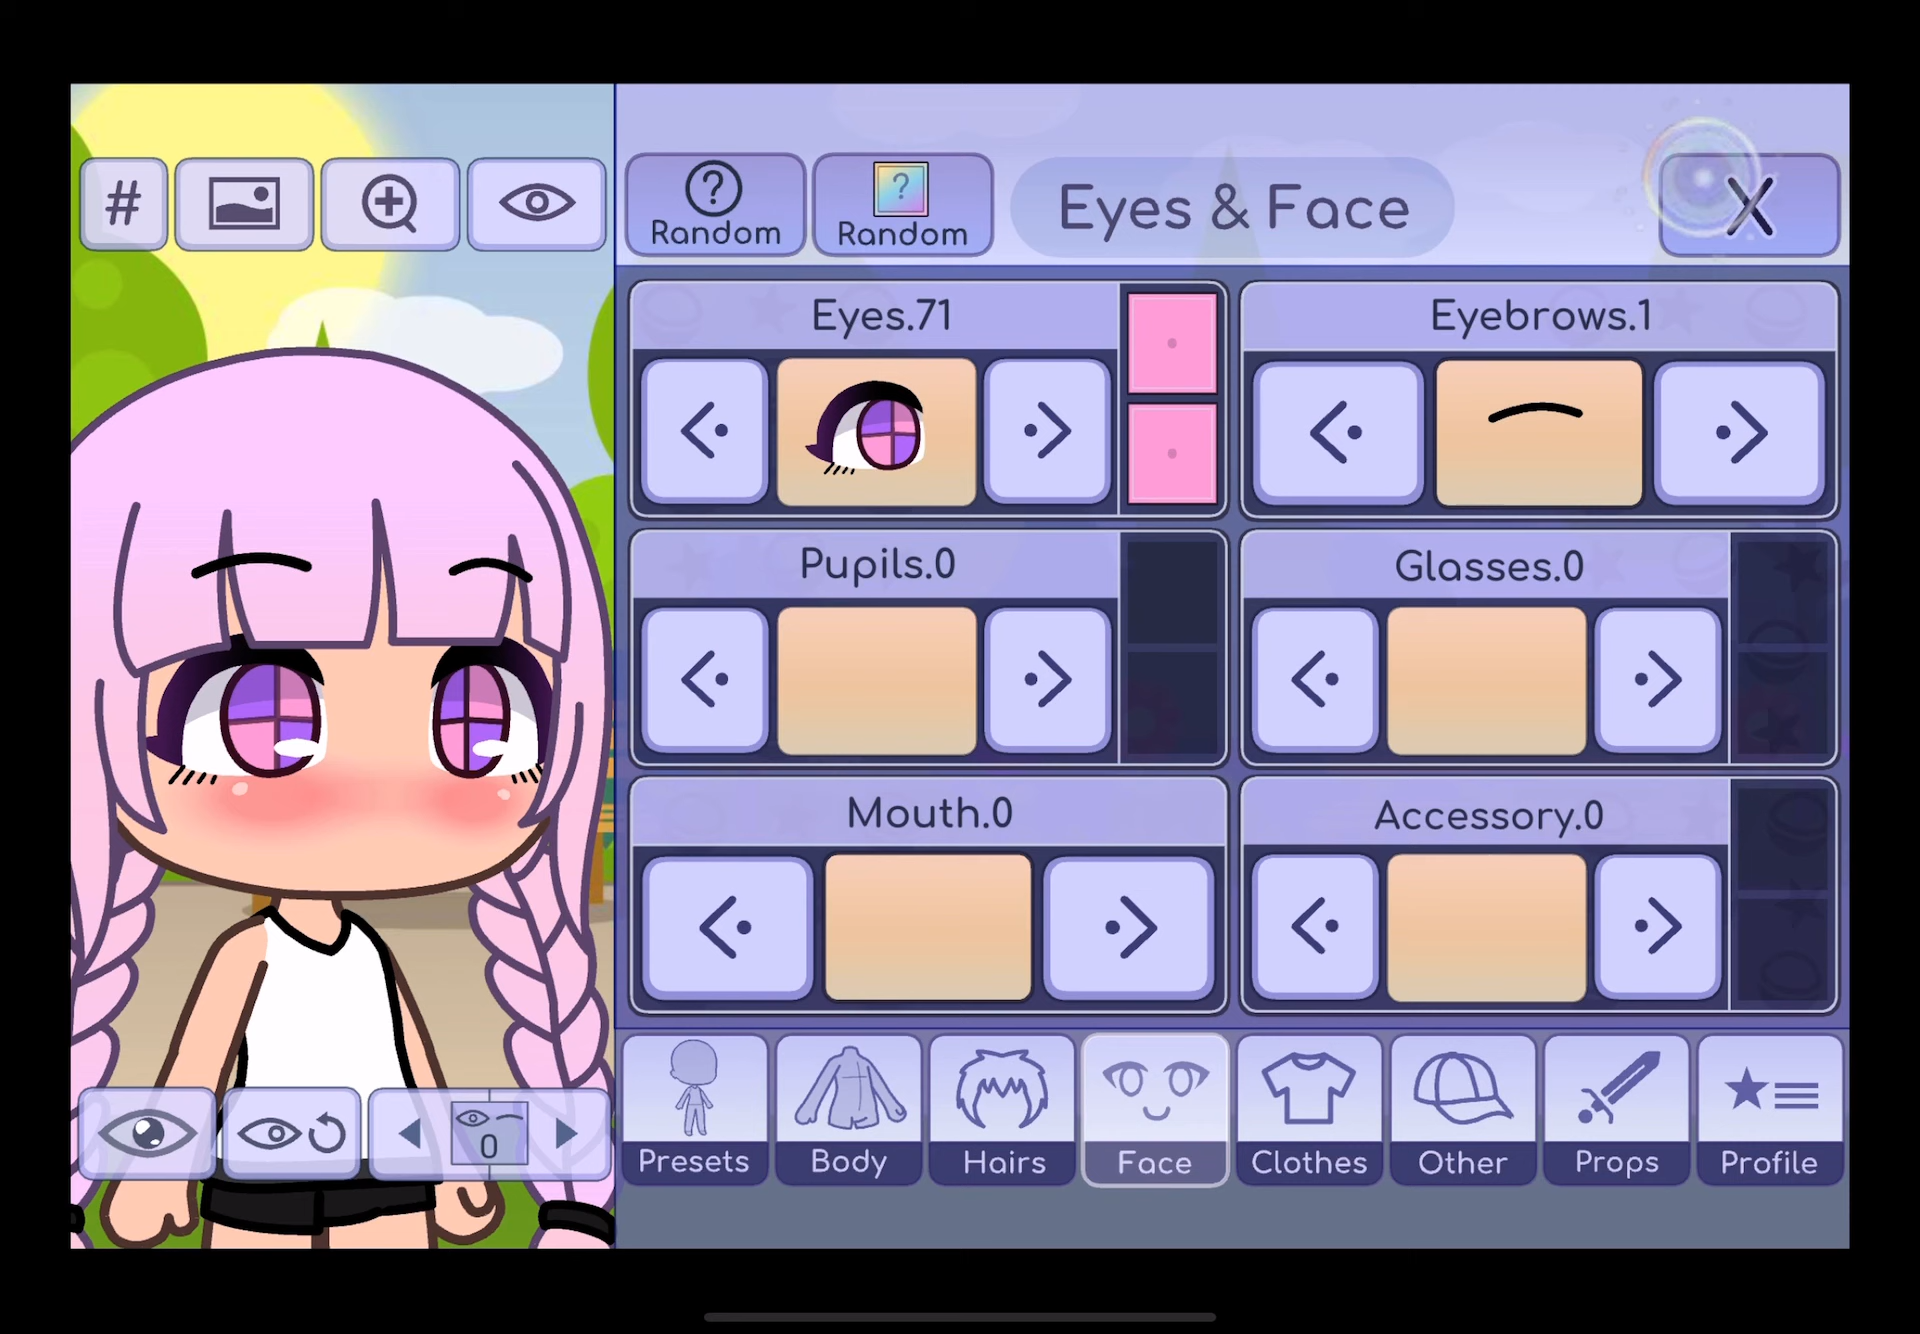 #
?
Random
?
Random
Eyes & Face
X
Eyes.71
Eyebrows.1
Pupils.0
Glasses.0
Mouth.0
Accessory.0
0
Presets
Body
Hairs
Face
Clothes
Other
Props
Profile